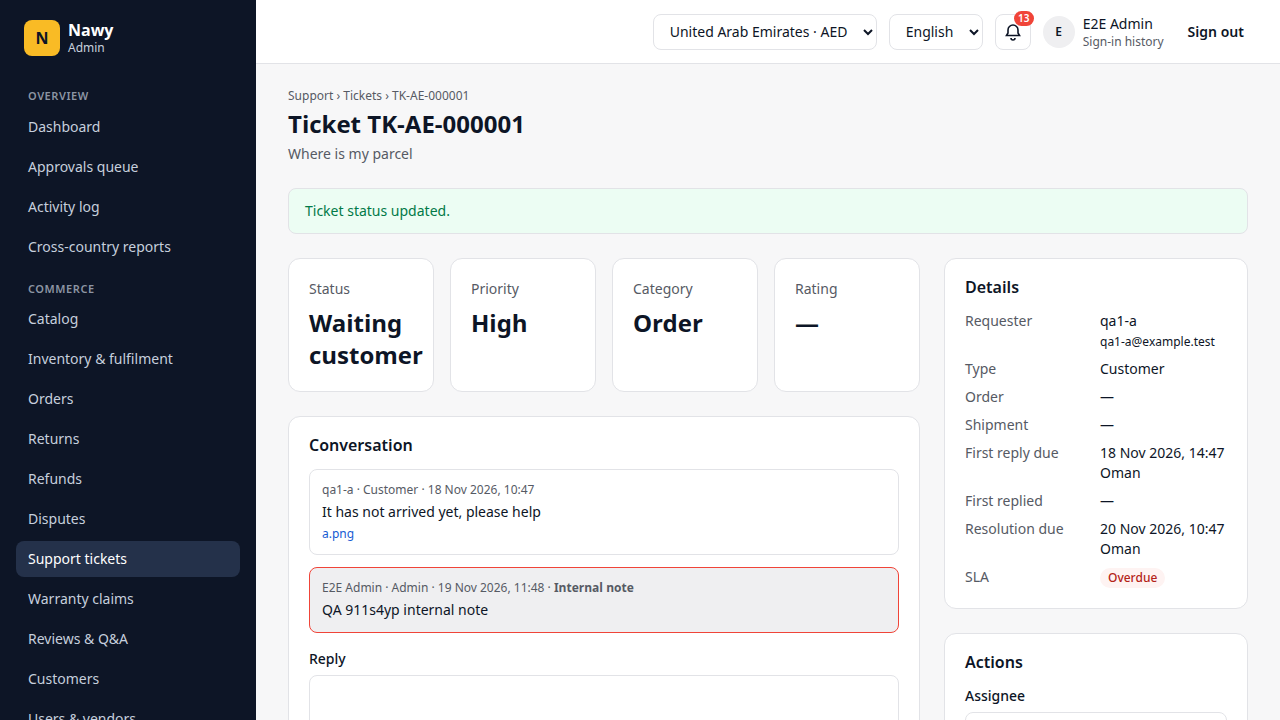 N
Nawy
Admin
OVERVIEW
Dashboard
Approvals queue
Activity log
Cross-country reports
COMMERCE
Catalog
Inventory & fulfilment
Orders
Returns
Refunds
Disputes
Support tickets
Warranty claims
Reviews & Q&A
Customers
Users & vendors
United Arab Emirates · AED
English
13
E
E2E Admin
Sign-in history
Sign out
Support › Tickets › TK-AE-000001
Ticket TK-AE-000001
Where is my parcel
Ticket status updated.
Status
Waiting
customer
Priority
High
Category
Order
Rating
—
Conversation
qa1-a · Customer · 18 Nov 2026, 10:47
It has not arrived yet, please help
a.png
E2E Admin · Admin · 19 Nov 2026, 11:48 · Internal note
QA 911s4yp internal note
Reply
Details
Requester qa1-a
qa1-a@example.test
Type Customer
Order —
Shipment —
First reply due 18 Nov 2026, 14:47
Oman
First replied —
Resolution due 20 Nov 2026, 10:47
Oman
SLA Overdue
Actions
Assignee